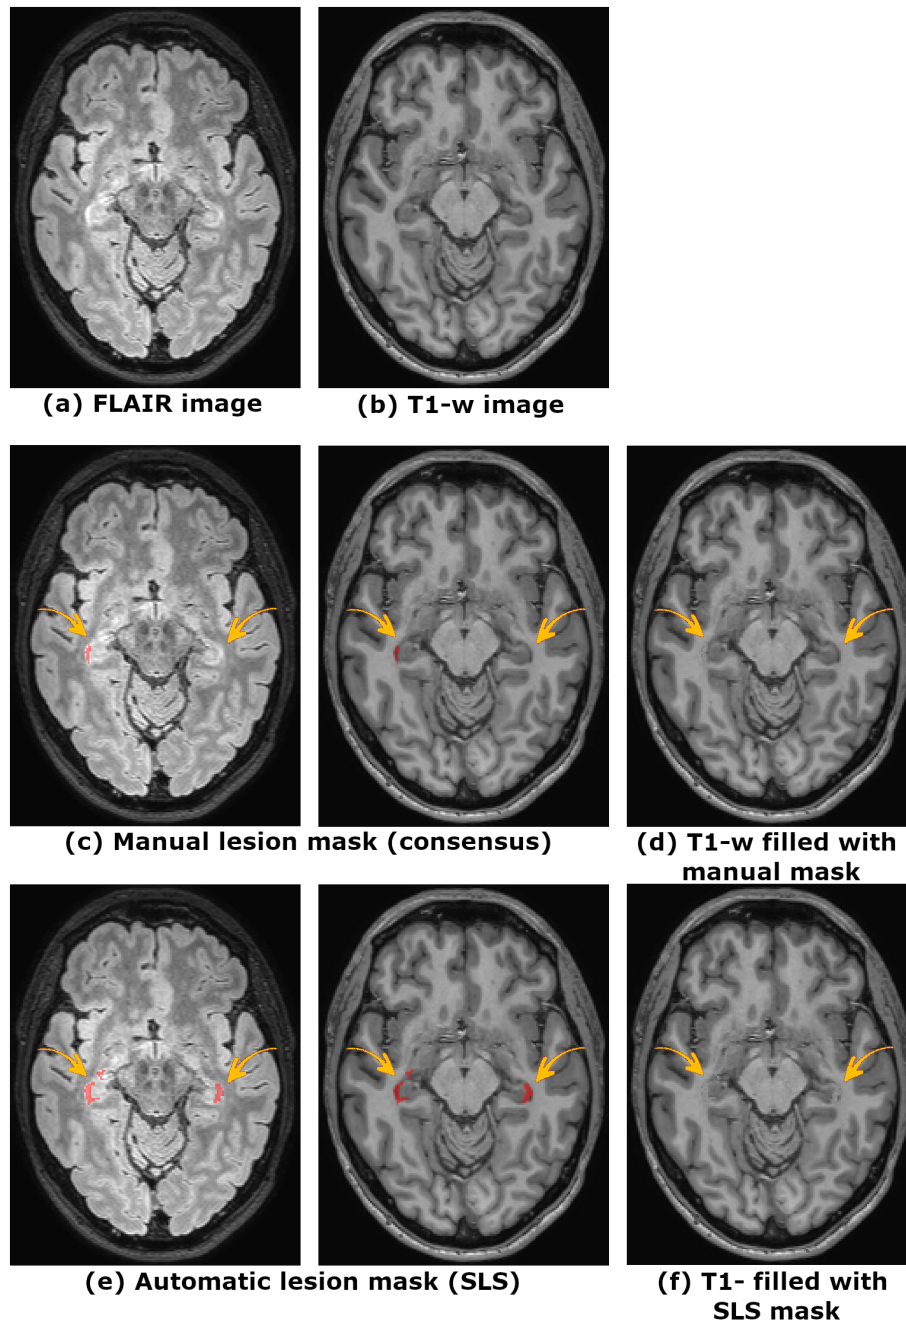 (a) FLAIR image
(b) T1-w image
(c) Manual lesion mask (consensus)
(d) T1-w filled with
manual mask
(e) Automatic lesion mask (SLS)
(f) T1- filled with
SLS mask